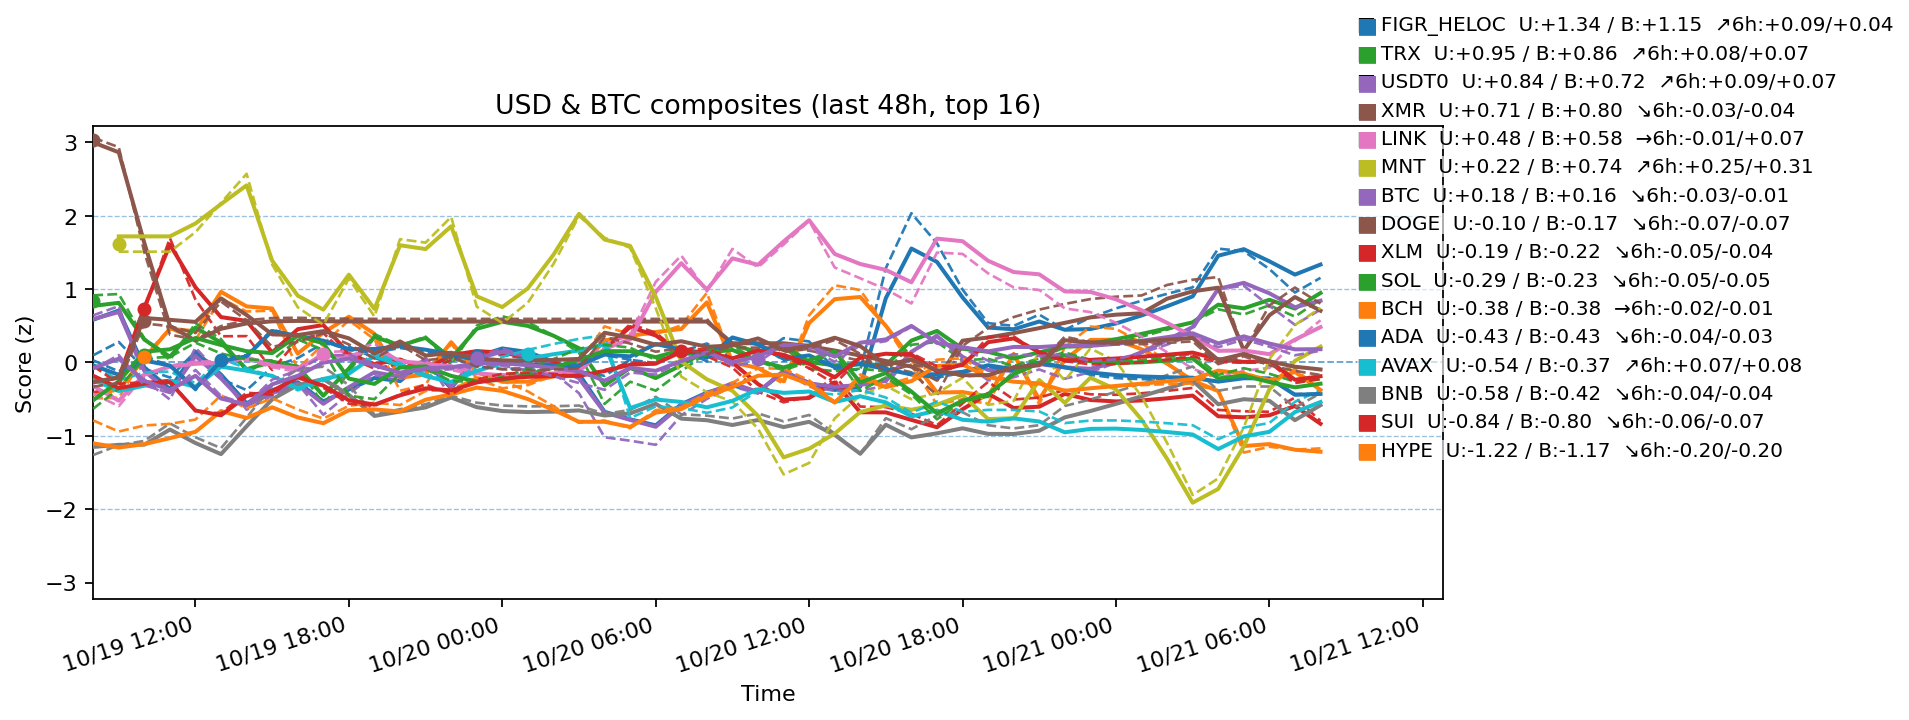 FIGR_HELOC U:+1.34 / B:+1.15 ↗6h:+0.09/+0.04
TRX U:+0.95 / B:+0.86 ↗6h:+0.08/+0.07
USDT0 U:+0.84 / B:+0.72 ↗6h:+0.09/+0.07
XMR U:+0.71 / B:+0.80 ↘6h:-0.03/-0.04
LINK U:+0.48 / B:+0.58 →6h:-0.01/+0.07
MNT U:+0.22 / B:+0.74 ↗6h:+0.25/+0.31
BTC U:+0.18 / B:+0.16 ↘6h:-0.03/-0.01
DOGE U:-0.10 / B:-0.17 ↘6h:-0.07/-0.07
XLM U:-0.19 / B:-0.22 ↘6h:-0.05/-0.04
SOL U:-0.29 / B:-0.23 ↘6h:-0.05/-0.05
BCH U:-0.38 / B:-0.38 →6h:-0.02/-0.01
ADA U:-0.43 / B:-0.43 ↘6h:-0.04/-0.03
AVAX U:-0.54 / B:-0.37 ↗6h:+0.07/+0.08
BNB U:-0.58 / B:-0.42 ↘6h:-0.04/-0.04
SUI U:-0.84 / B:-0.80 ↘6h:-0.06/-0.07
HYPE U:-1.22 / B:-1.17 ↘6h:-0.20/-0.20
USD & BTC composites (last 48h, top 16)
Score (z)
3
2
1
0
−1
−2
−3
10/19 12:00
10/19 18:00
10/20 00:00
10/20 06:00
10/20 12:00
10/20 18:00
10/21 00:00
10/21 06:00
10/21 12:00
Time